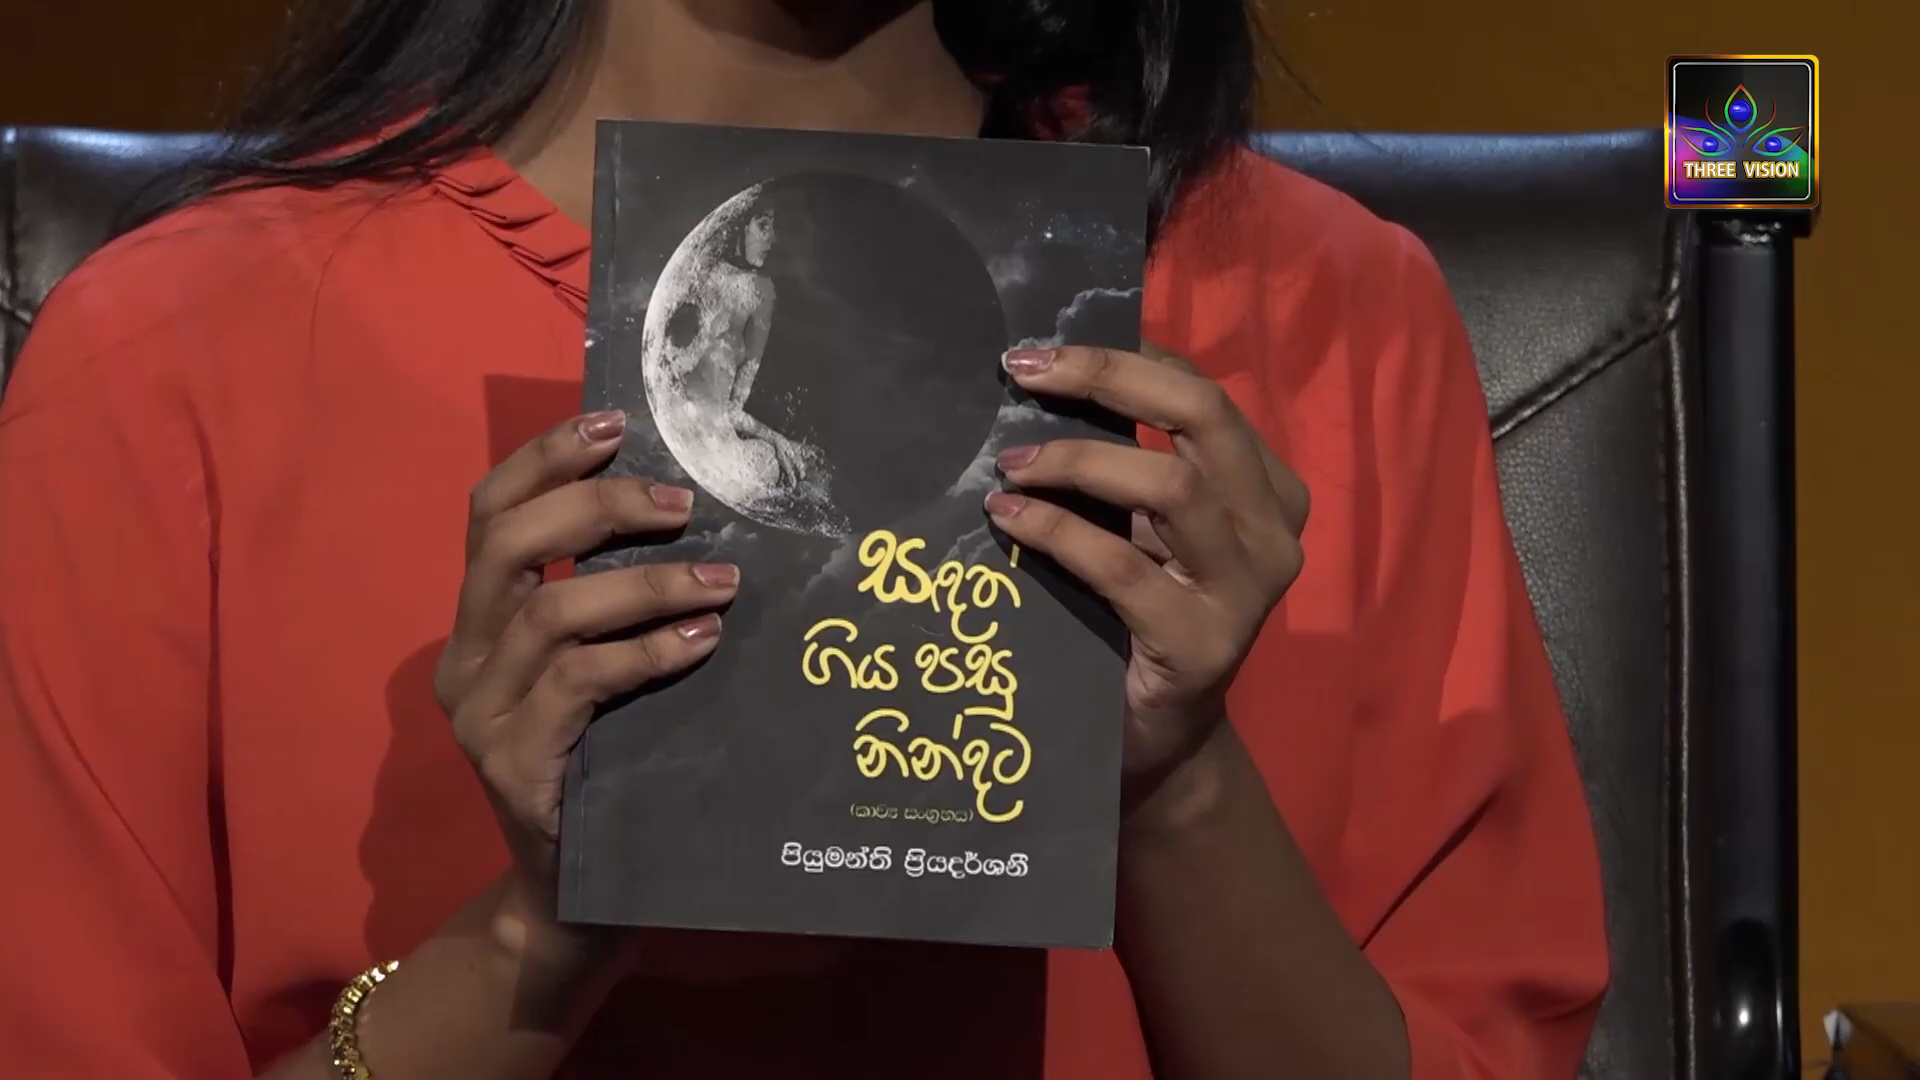 THREE VISION
සඳත්
ගිය පසු
නින්දට
(කාව්‍ය සංග්‍රහය)
පියුමන්ති ප්‍රියදර්ශනී